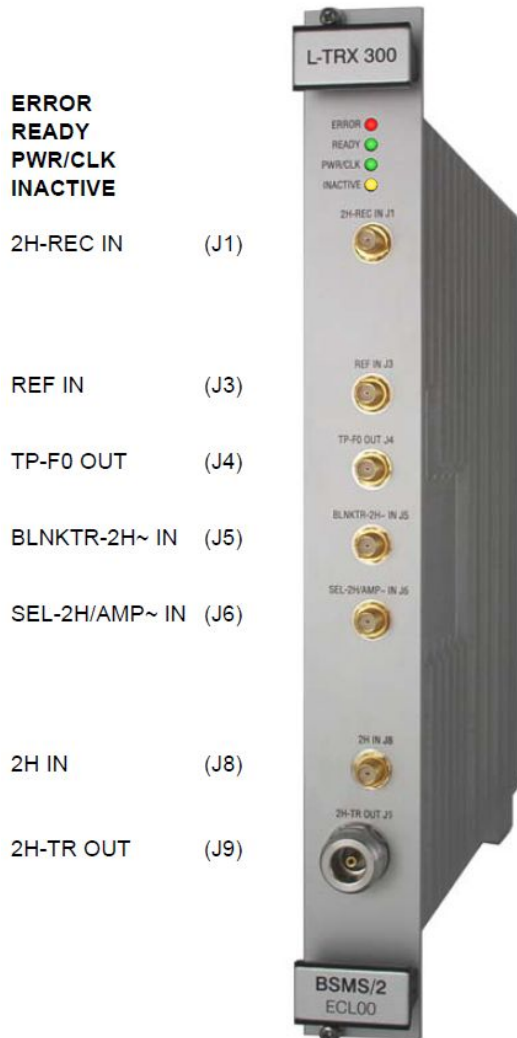 ERROR
READY
PWR/CLK
INACTIVE
2H-REC IN (J1)
REF IN (J3)
TP-F0 OUT (J4)
BLNKTR-2H~ IN (J5)
SEL-2H/AMP~ IN (J6)
2H IN (J8)
2H-TR OUT (J9)
L-TRX 300
ERROR
READY
PWR/CLK
INACTIVE
2H-REC IN J1
REF IN J3
TP-F0 OUT J4
BLNKTR-2H~ IN J5
SEL-2H/AMP~ IN J6
2H IN J8
2H-TR OUT J9
BSMS/2
ECL00